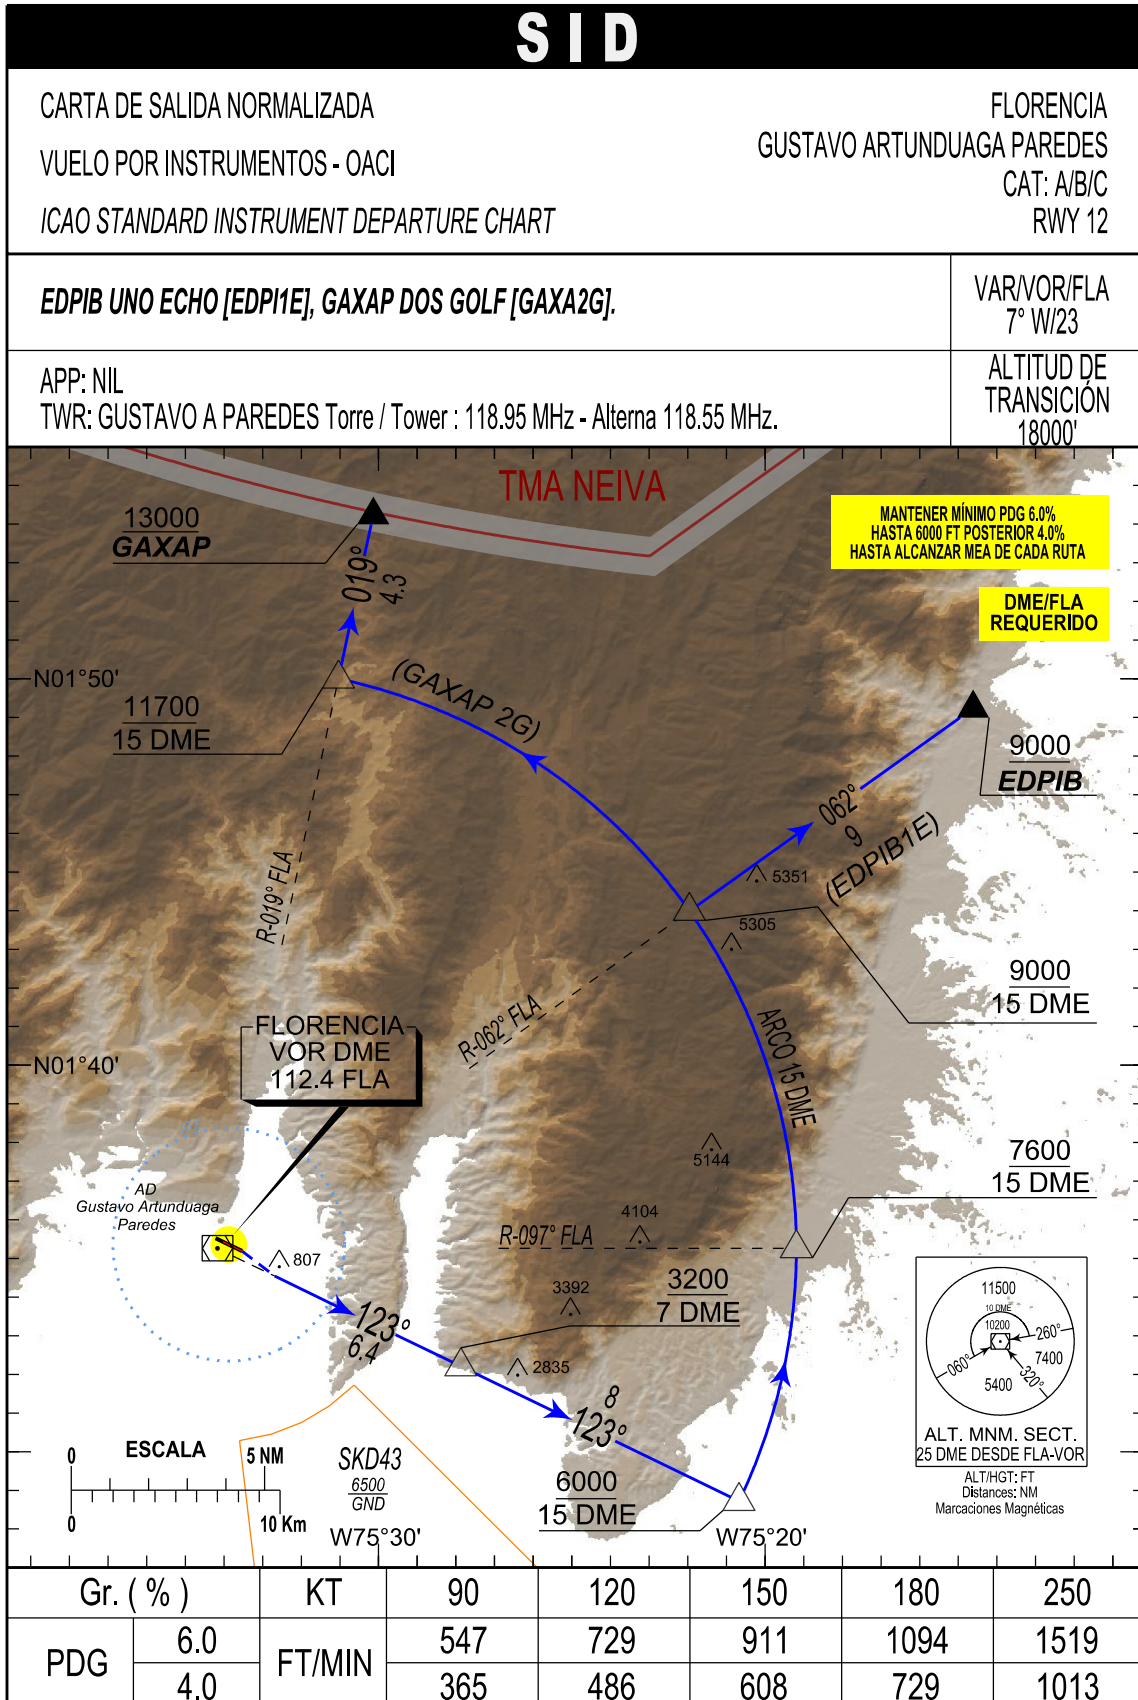 SID
CARTA DE SALIDA NORMALIZADA
VUELO POR INSTRUMENTOS - OACI
ICAO STANDARD INSTRUMENT DEPARTURE CHART
FLORENCIA
GUSTAVO ARTUNDUAGA PAREDES
CAT: A/B/C
RWY 12
EDPIB UNO ECHO [EDPI1E], GAXAP DOS GOLF [GAXA2G].
VAR/VOR/FLA
7° W/23
APP: NIL
TWR: GUSTAVO A PAREDES Torre / Tower : 118.95 MHz - Alterna 118.55 MHz.
ALTITUD DE
TRANSICIÓN
18000'
TMA NEIVA
MANTENER MÍNIMO PDG 6.0%
HASTA 6000 FT POSTERIOR 4.0%
HASTA ALCANZAR MEA DE CADA RUTA
DME/FLA
REQUERIDO
13000
GAXAP
019°
4.3
N01°50'
11700
15 DME
(GAXAP 2G)
9000
EDPIB
062°
9
(EDPIB1E)
5351
5305
R-019° FLA
R-062° FLA
9000
15 DME
ARCO 15 DME
FLORENCIA
VOR DME
112.4 FLA
N01°40'
5144
7600
15 DME
AD
Gustavo Artunduaga
Paredes
807
4104
R-097° FLA
3392
3200
7 DME
123°
6.4
2835
8
123°
6000
15 DME
11500
10 DME
10200
260°
060°
7400
320°
5400
ALT. MNM. SECT.
25 DME DESDE FLA-VOR
ALT/HGT: FT
Distances: NM
Marcaciones Magnéticas
ESCALA
0
5 NM
0
10 Km
SKD43
6500
GND
W75°30'
W75°20'
Gr. ( % ) KT 90 120 150 180 250
PDG 6.0 FT/MIN 547 729 911 1094 1519
4.0 365 486 608 729 1013